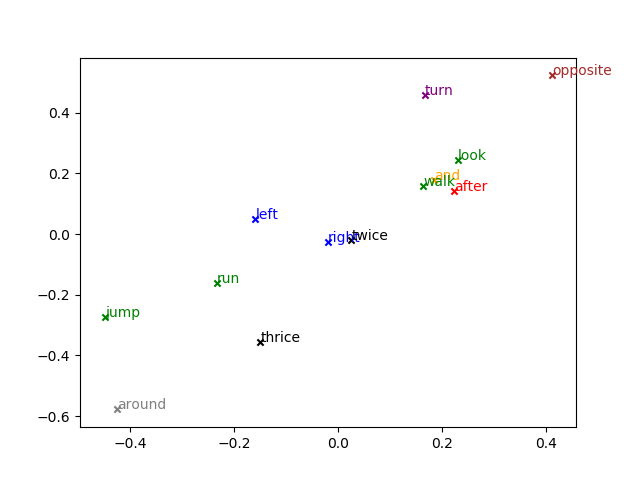 opposite
turn
look
and
walk
after
left
right
twice
run
jump
thrice
around
0.4
0.2
0.0
−0.2
−0.4
−0.6
−0.4 −0.2 0.0 0.2 0.4